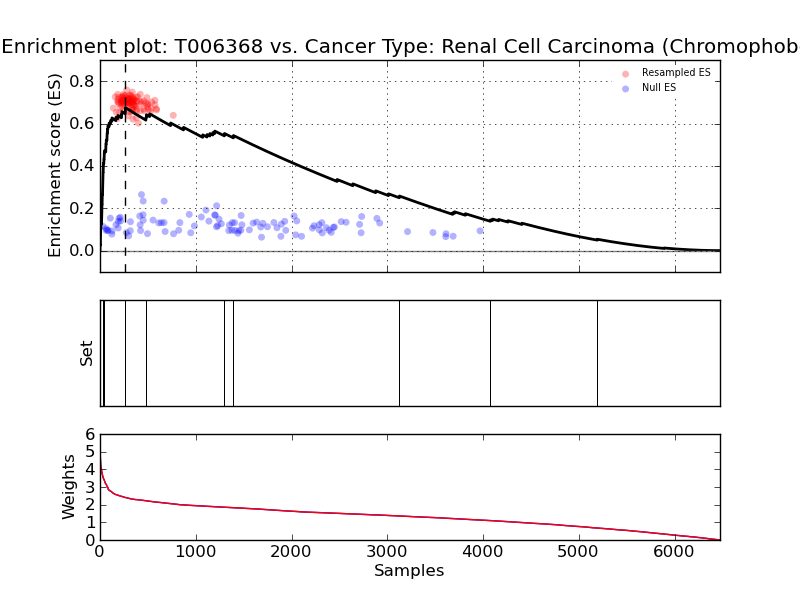 Enrichment plot: T006368 vs. Cancer Type: Renal Cell Carcinoma (Chromophob
Resampled ES
Null ES
Enrichment score (ES)
0.8
0.6
0.4
0.2
0.0
Set
Weights
6
5
4
3
2
1
0
0 1000 2000 3000 4000 5000 6000
Samples